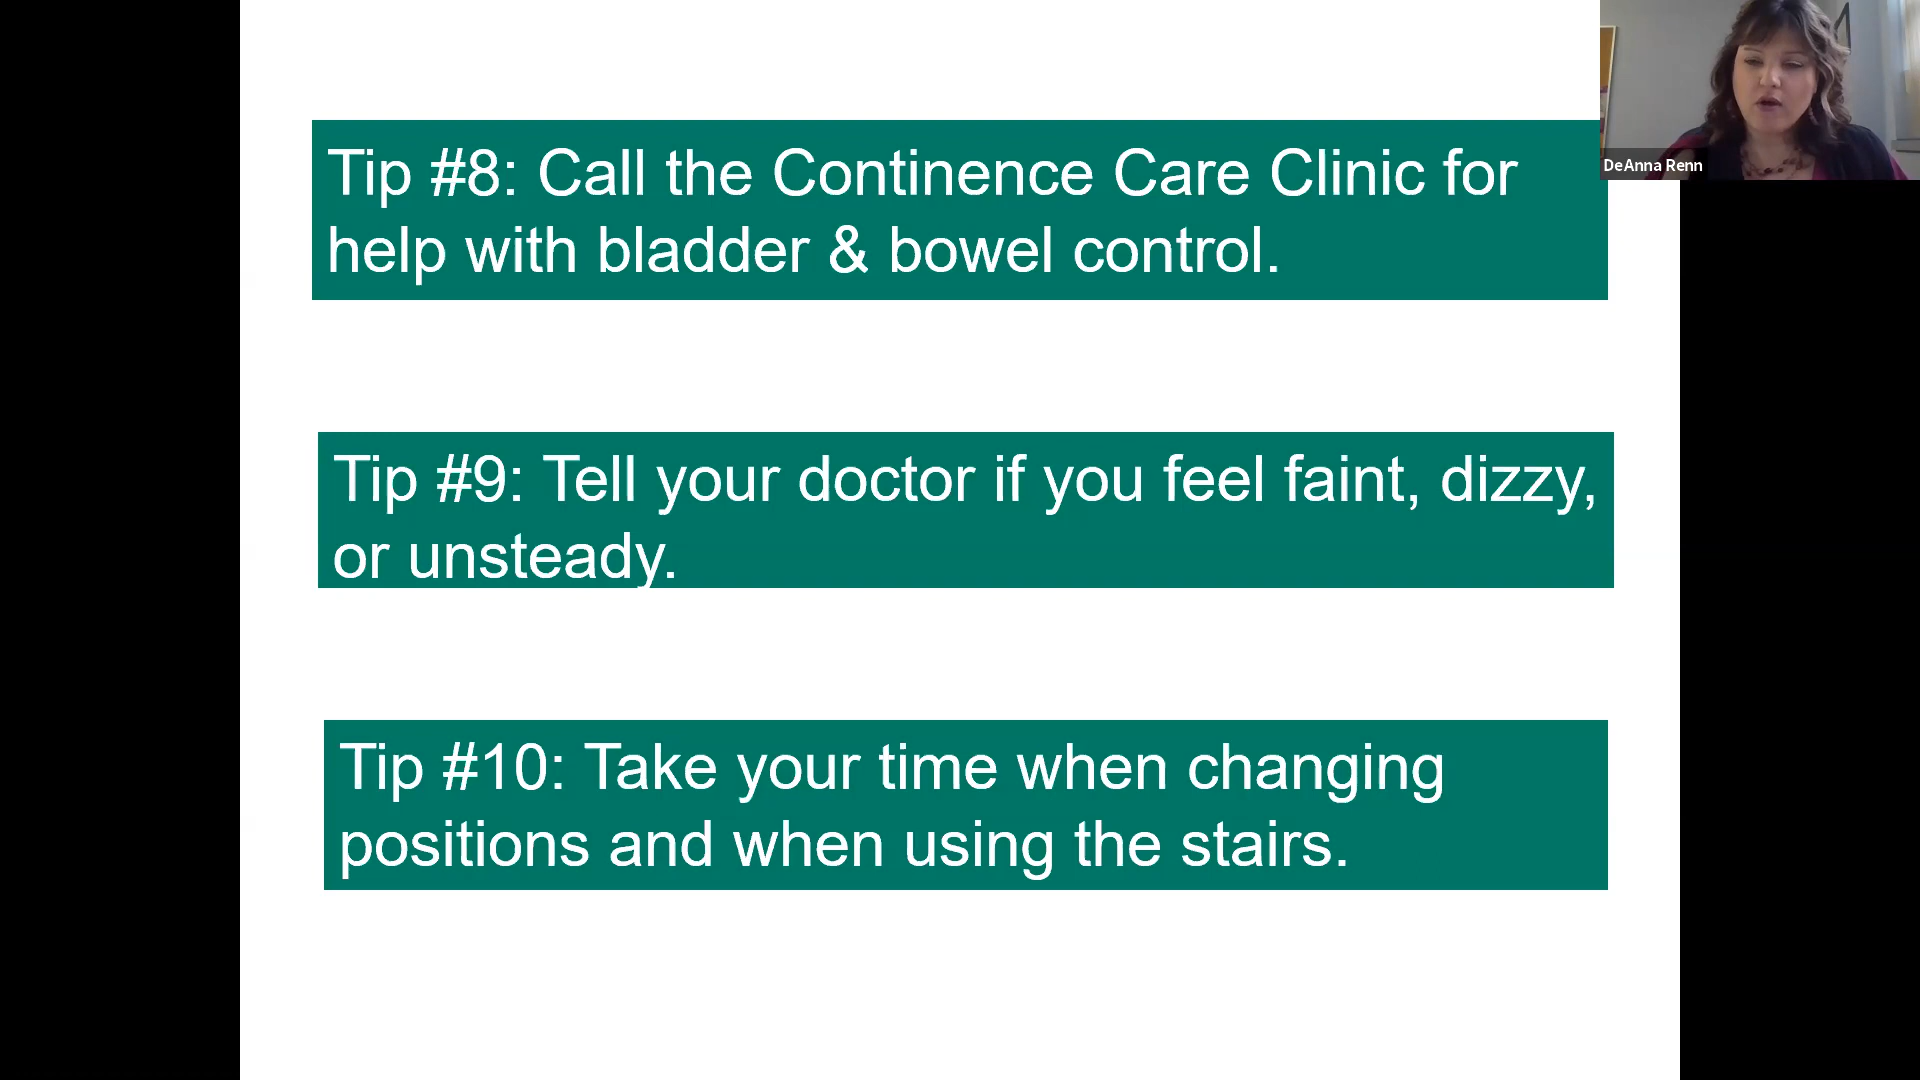 Tip #8: Call the Continence Care Clinic for
help with bladder & bowel control.
DeAnna Renn
Tip #9: Tell your doctor if you feel faint, dizzy,
or unsteady.
Tip #10: Take your time when changing
positions and when using the stairs.